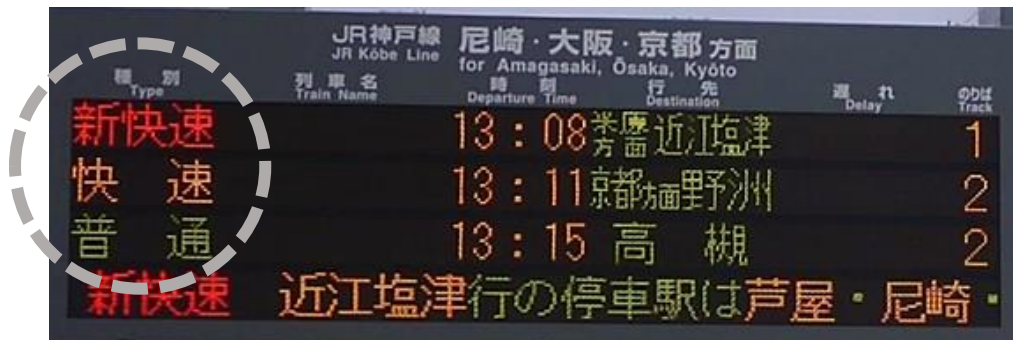 JR神戸線 尼崎・大阪・京都 方面
JR Kōbe Line for Amagasaki, Ōsaka, Kyōto
種別 列車名 時刻 行先 遅れ のりば
Type Train Name Departure Time Destination Delay Track
新快速 13:08 米原方面 近江塩津 1
快速 13:11 京都方面 野洲 2
普通 13:15 高槻 2
新快速 近江塩津行の停車駅は芦屋・尼崎・